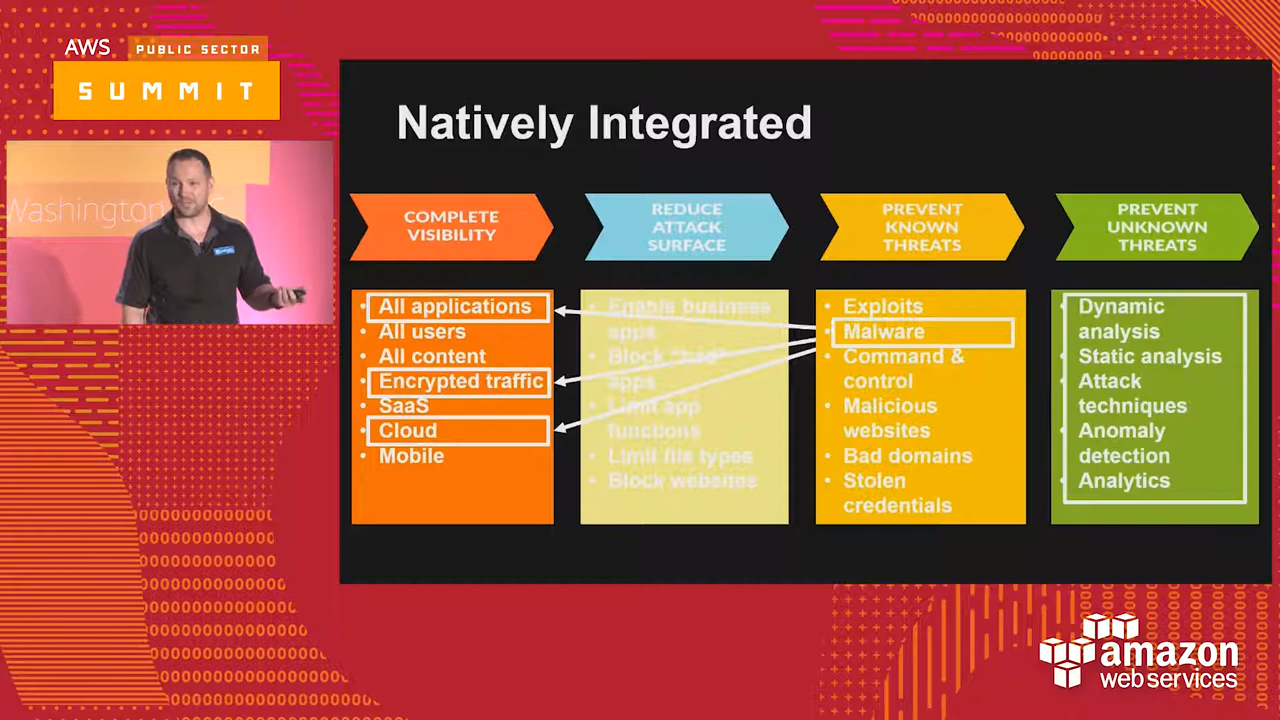 AWS PUBLIC SECTOR
SUMMIT
Washington
Natively Integrated
COMPLETE
VISIBILITY
REDUCE
ATTACK
SURFACE
PREVENT
KNOWN
THREATS
PREVENT
UNKNOWN
THREATS
• All applications
• All users
• All content
• Encrypted traffic
• SaaS
• Cloud
• Mobile
• Enable business
apps
• Block "bad"
apps
• Limit app
functions
• Limit file types
• Block websites
• Exploits
• Malware
• Command &
control
• Malicious
websites
• Bad domains
• Stolen
credentials
• Dynamic
analysis
• Static analysis
• Attack
techniques
• Anomaly
detection
• Analytics
amazon
web services